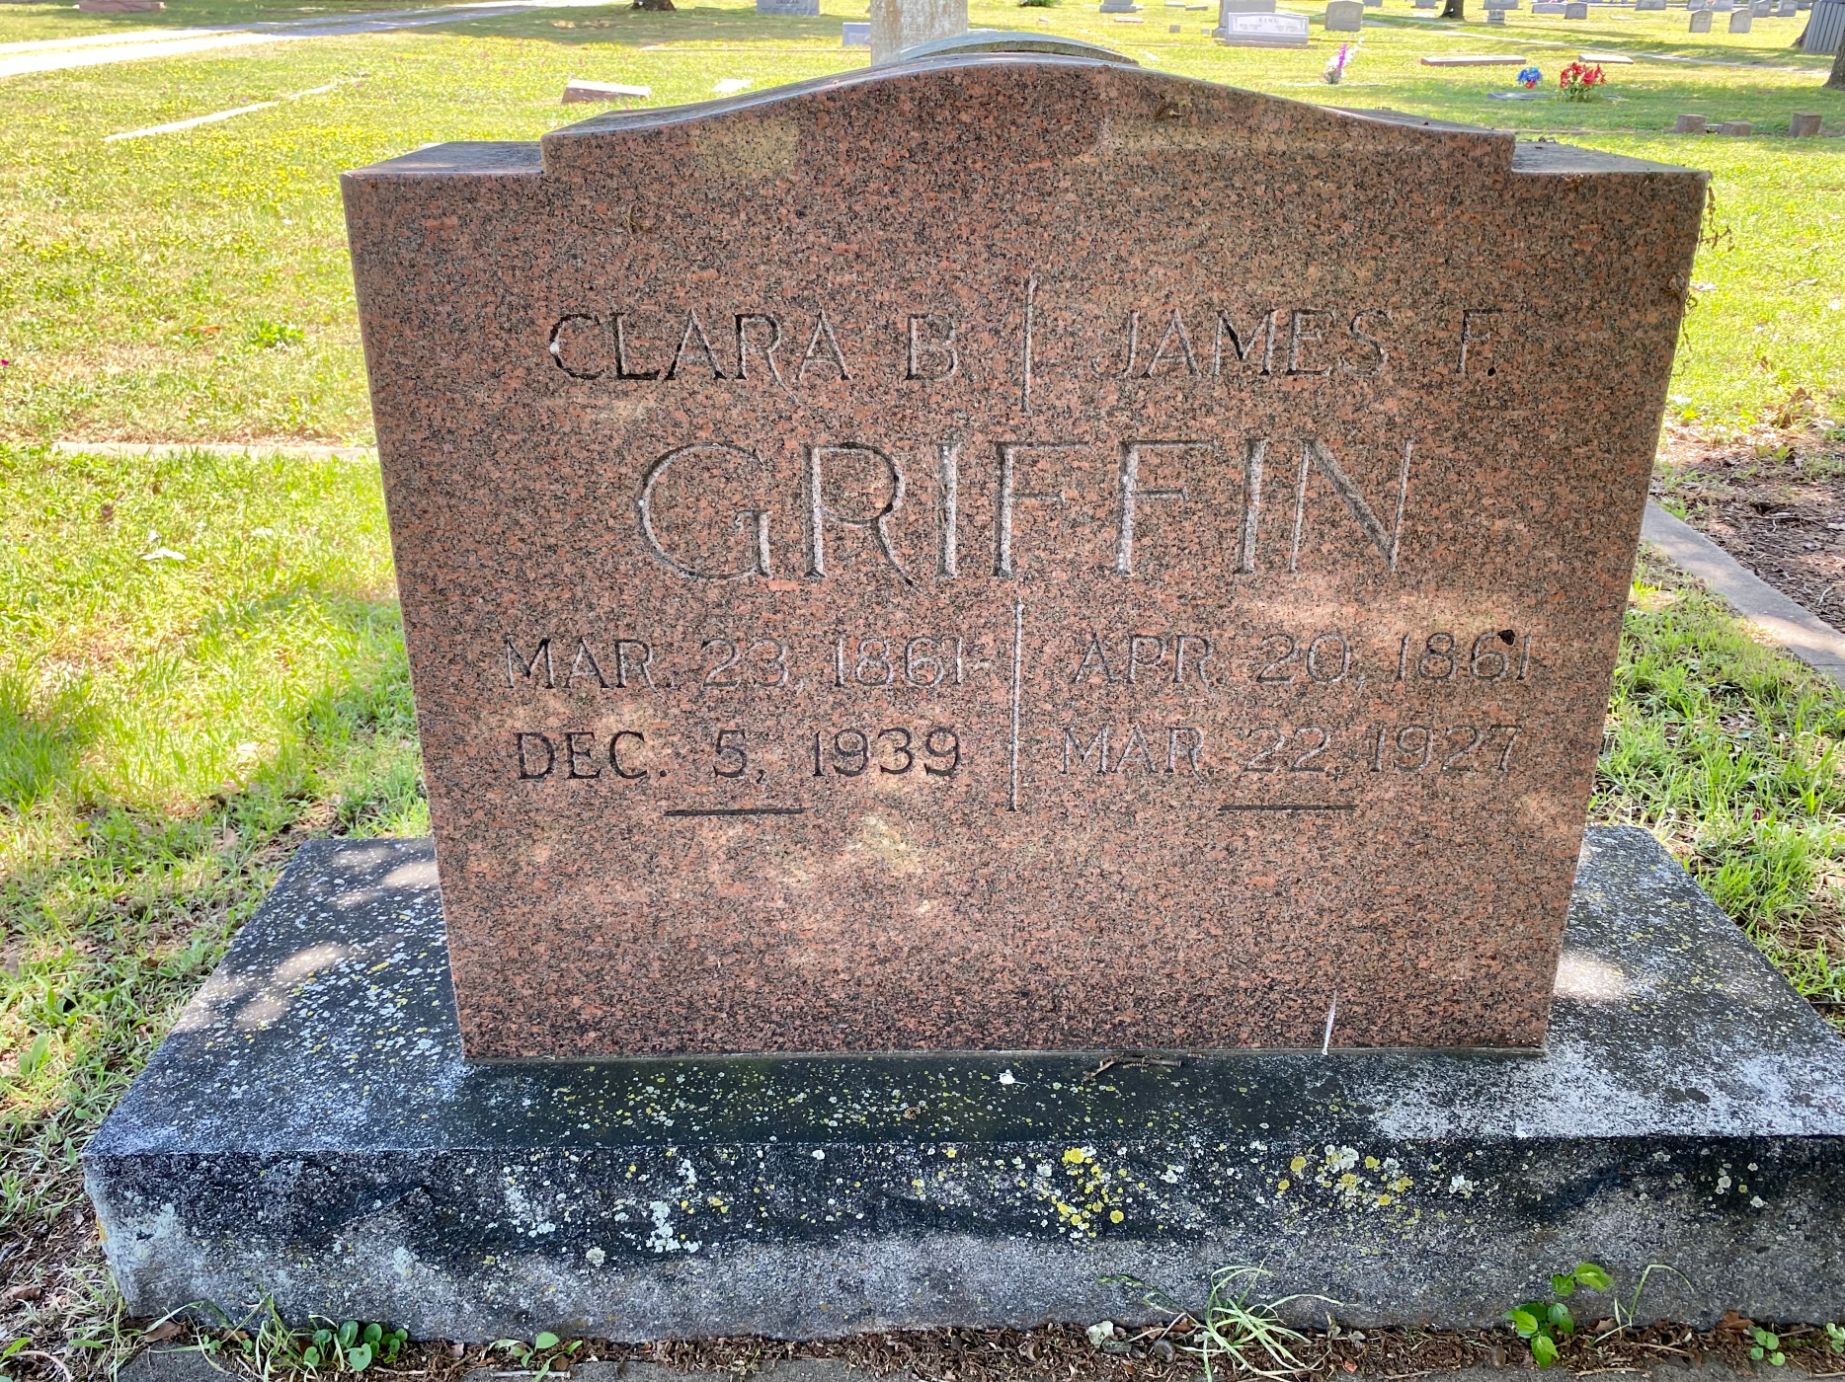 CLARA B
JAMES F.
GRIFFIN
MAR. 23, 1861
DEC. 5, 1939
APR. 20, 1861
MAR. 22, 1927